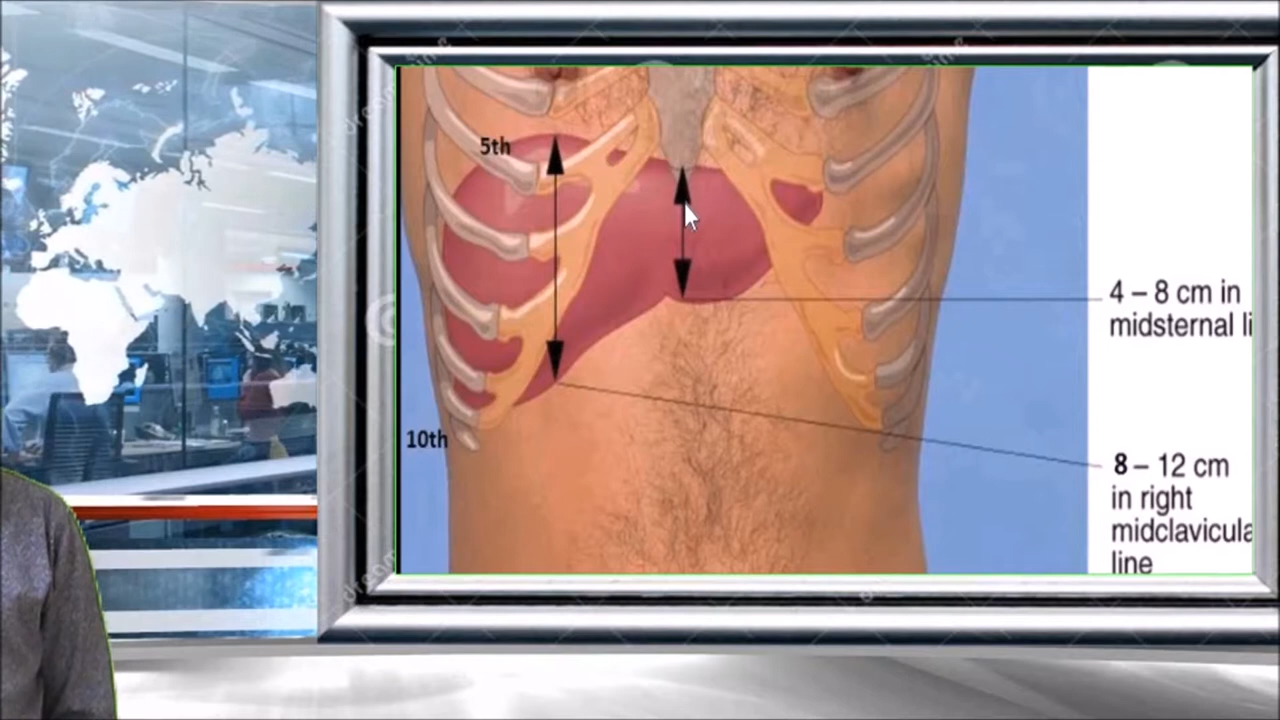 5th
10th
4 – 8 cm in
midsternal li
8 – 12 cm
in right
midclavicula
line